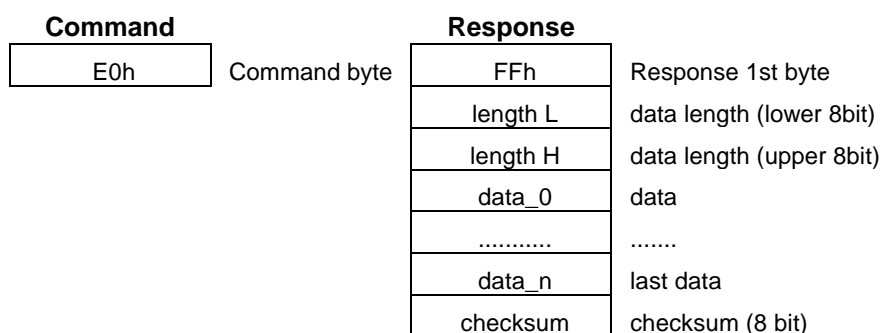 Command Response
E0h Command byte FFh Response 1st byte
length L data length (lower 8bit)
length H data length (upper 8bit)
data_0 data
........... .......
data_n last data
checksum checksum (8 bit)